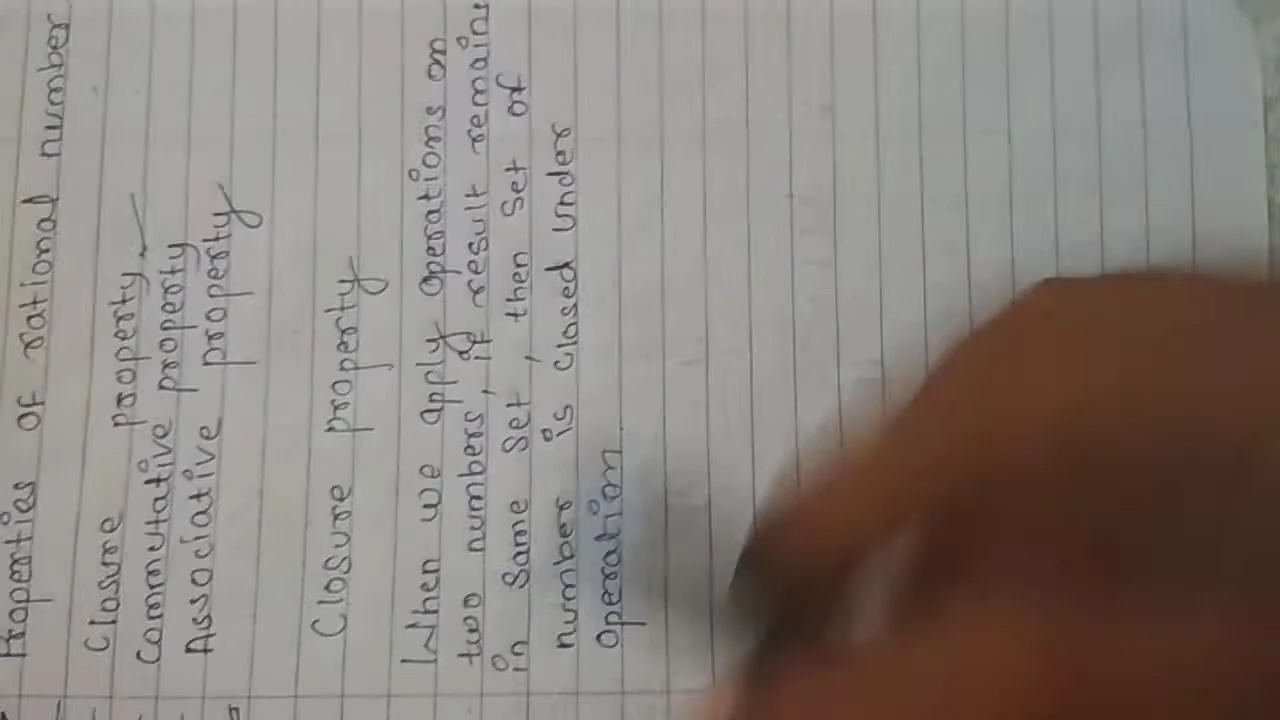 Properties of rational number
Closure property
Commutative property
Associative property
Closure property
When we apply operations on
two numbers, if result remains
in same set, then set of
number is closed under
operation